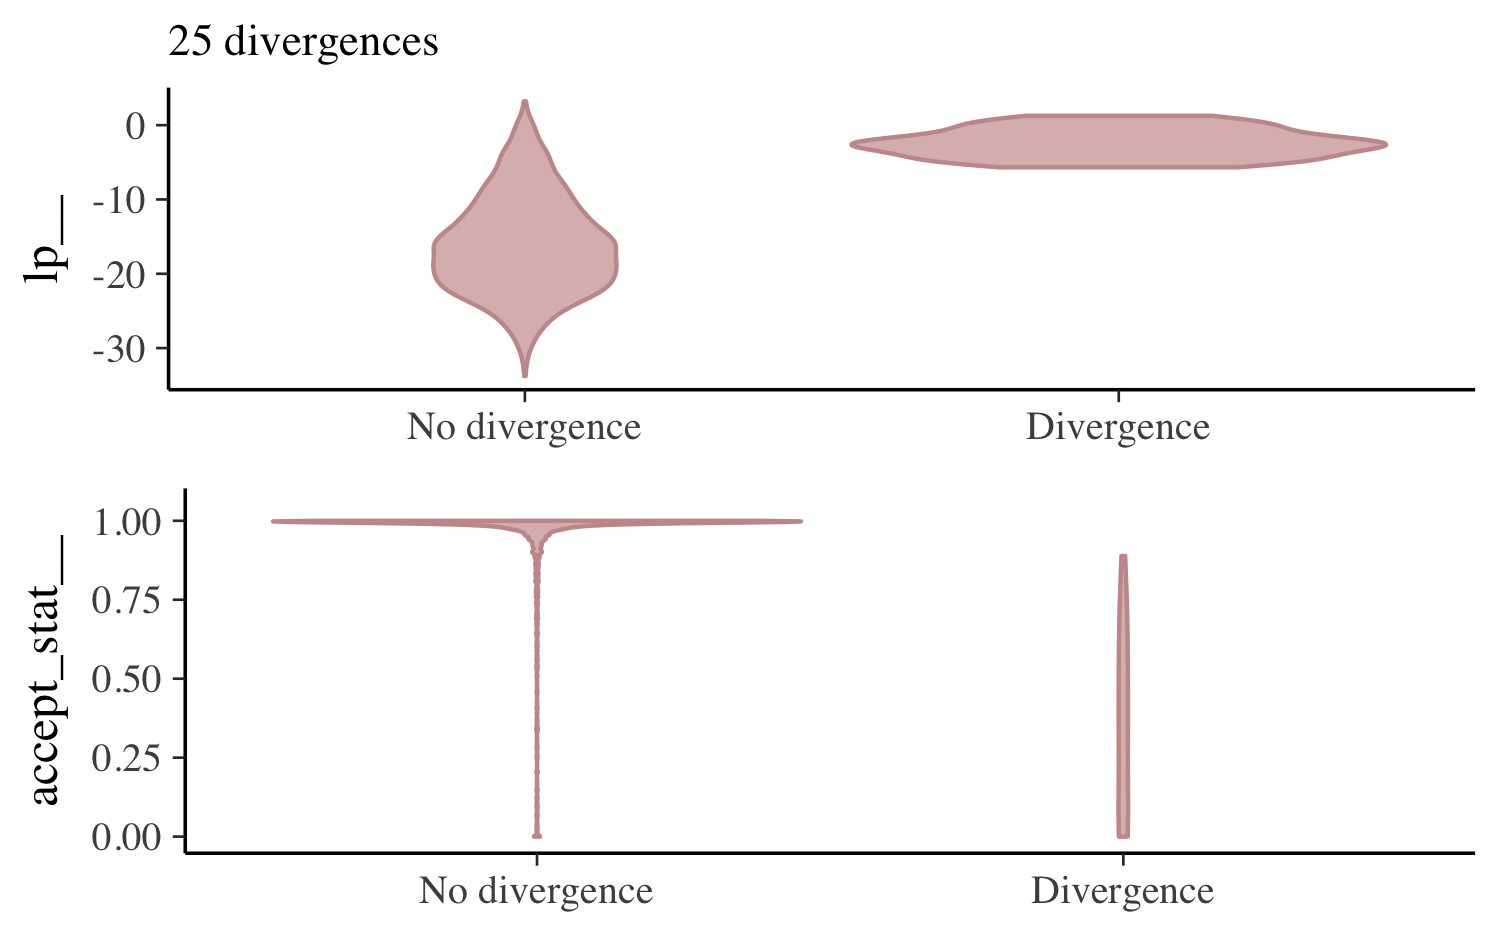 25 divergences
lp__
0
-10
-20
-30
No divergence
Divergence
accept_stat__
1.00
0.75
0.50
0.25
0.00
No divergence
Divergence